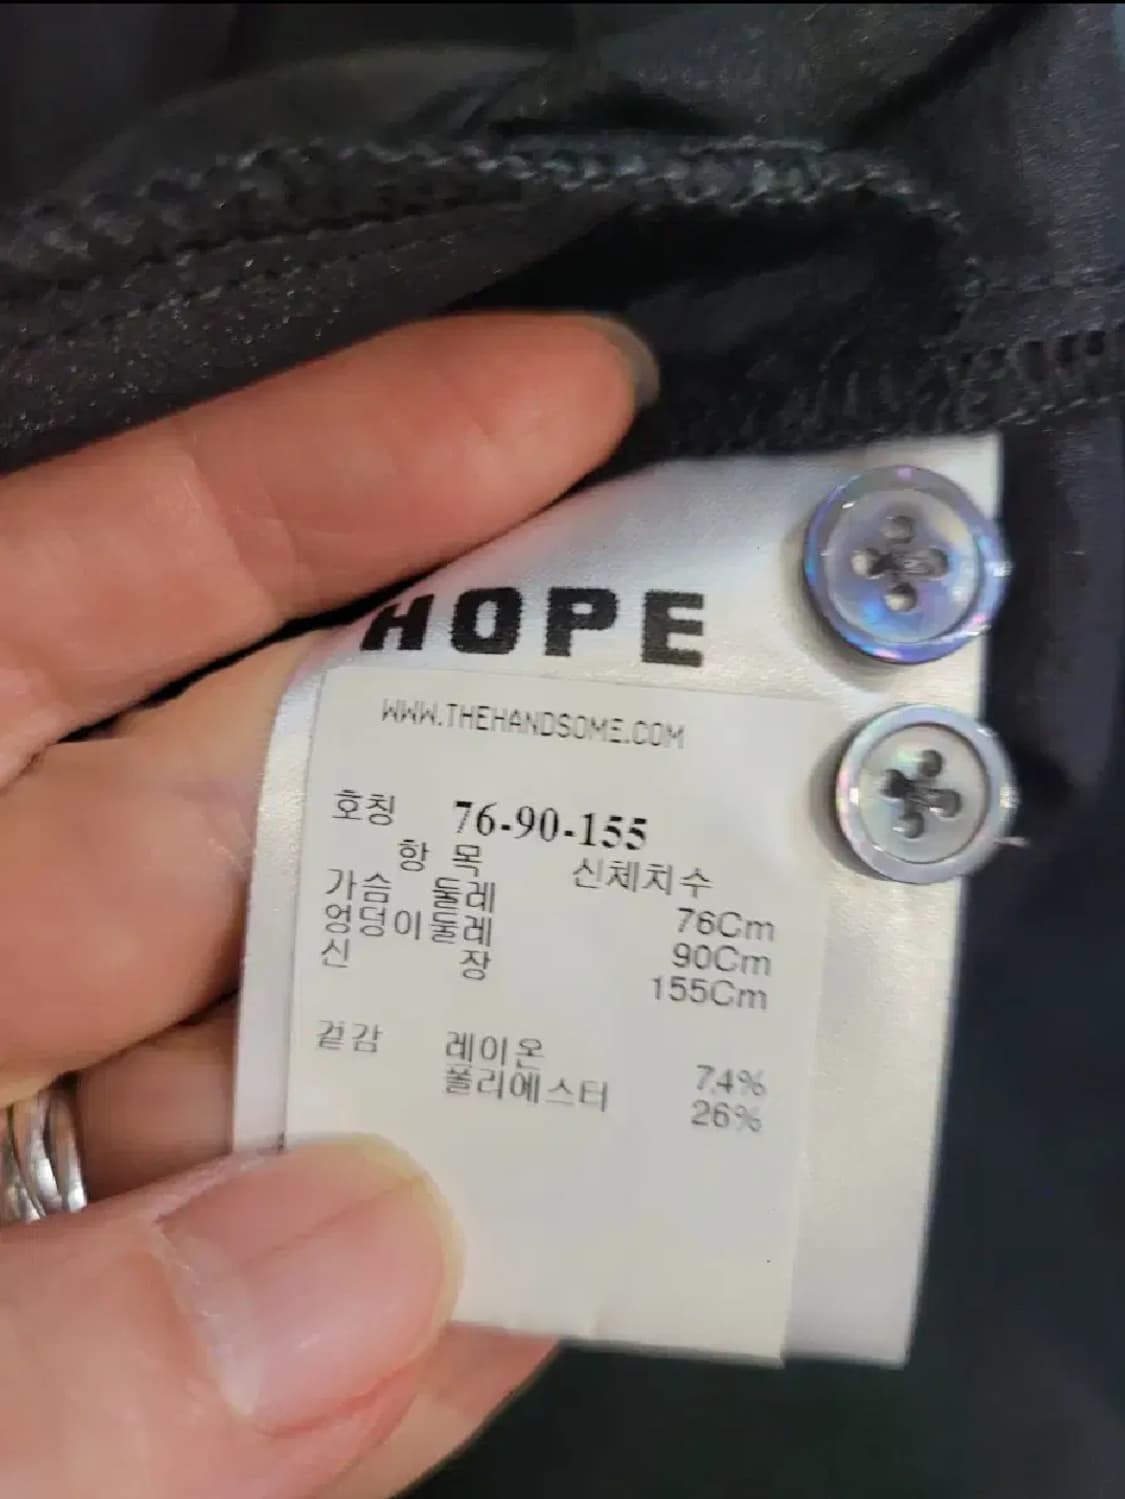 HOPE
WWW.THEHANDSOME.COM
호칭 76-90-155
항 목 신체치수
가슴 둘레 76Cm
엉덩이둘레 90Cm
신 장 155Cm
겉감 레이온 74%
폴리에스터 26%